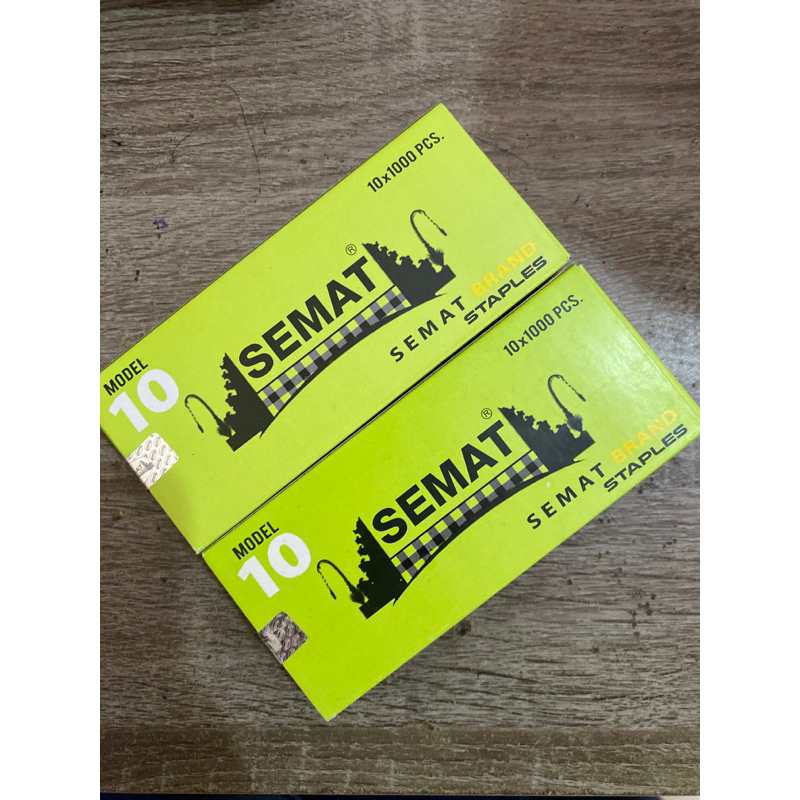 10x1000 PCS.
SEMAT®
SEMAT BRAND
STAPLES
MODEL
10
10x1000 PCS.
SEMAT®
SEMAT BRAND
STAPLES
MODEL
10